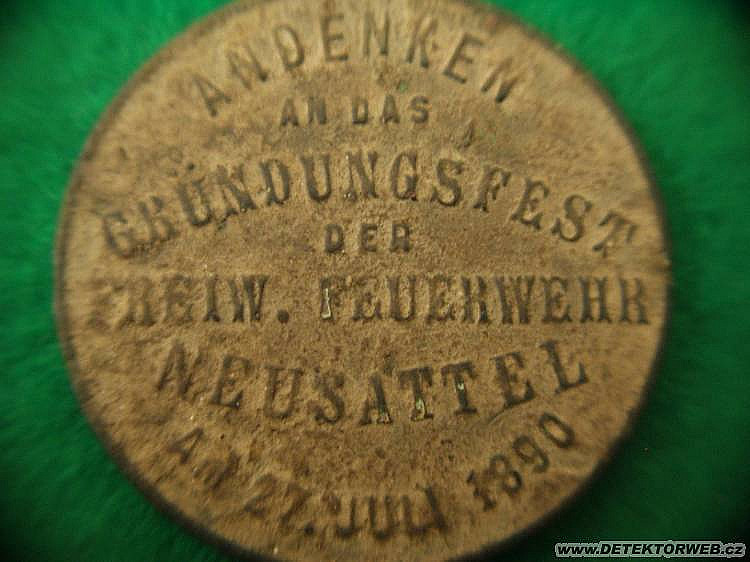 ANDENKEN
AN DAS
GRÜNDUNGSFEST
DER
FREIW. FEUERWEHR
NEUSATTEL
AM 27. JULI 1890
www.DETEKTORWEB.cz